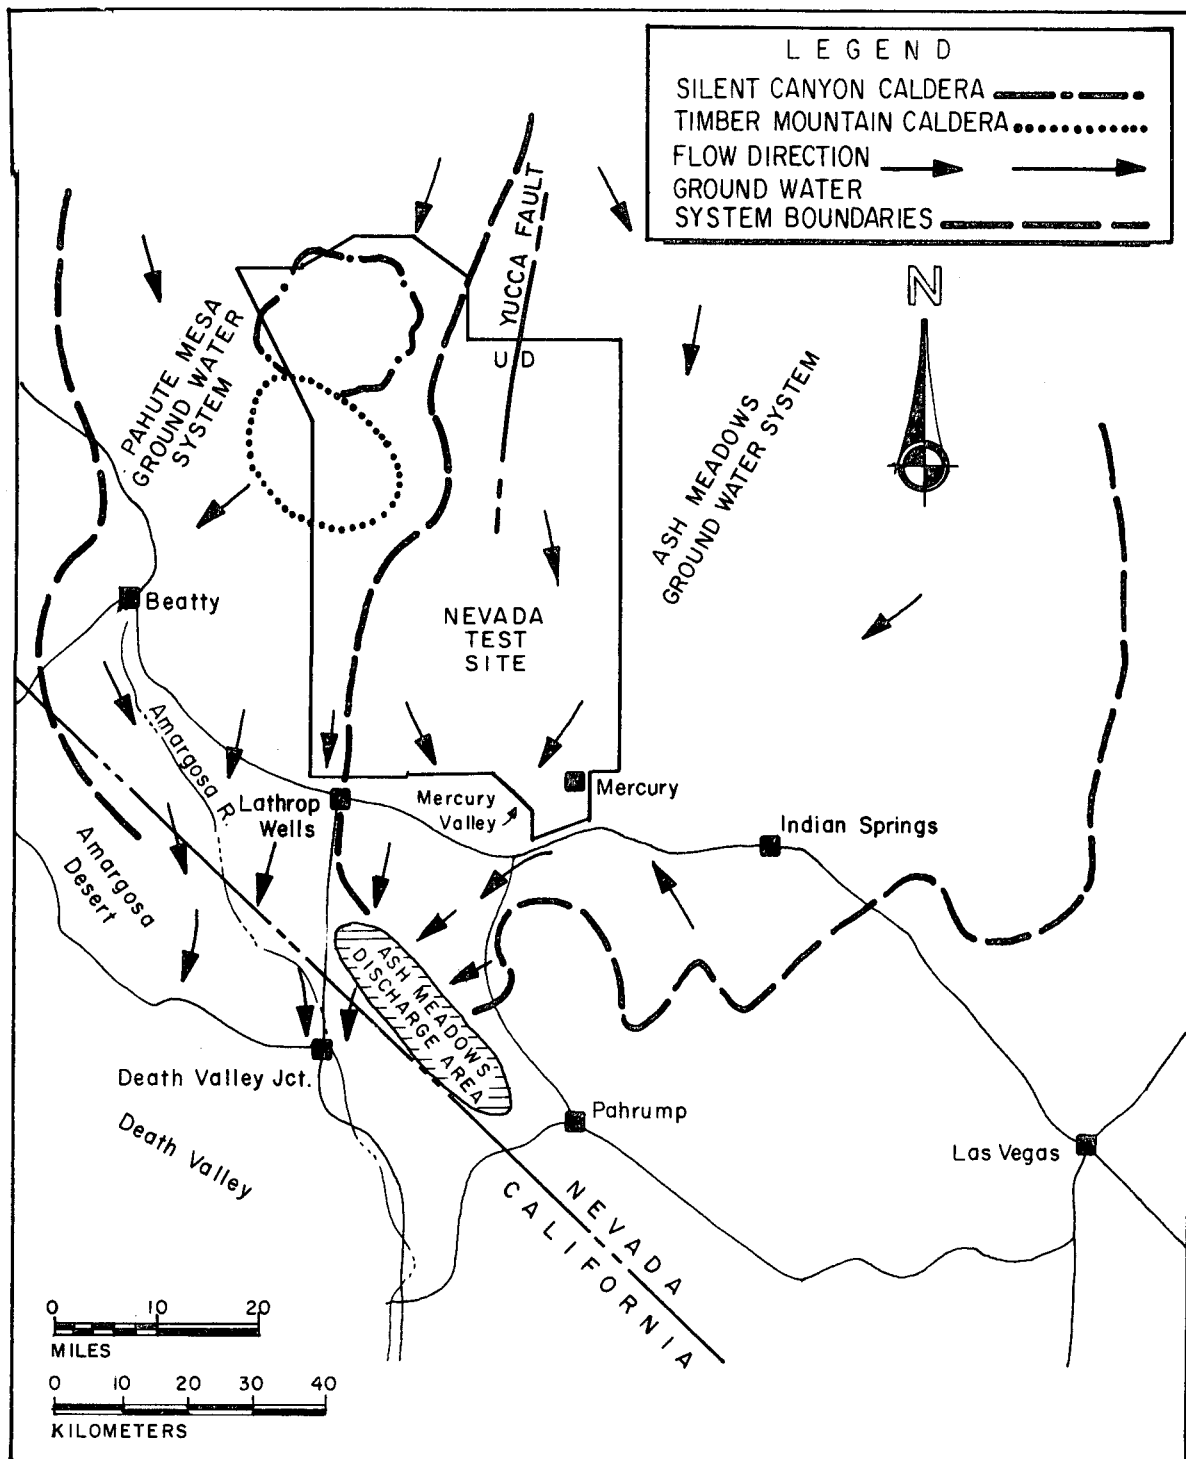 LEGEND
SILENT CANYON CALDERA
TIMBER MOUNTAIN CALDERA
FLOW DIRECTION
GROUND WATER
SYSTEM BOUNDARIES
YUCCA FAULT
U D
N
PAHUTE MESA
GROUND WATER
SYSTEM
ASH MEADOWS
GROUND WATER SYSTEM
Beatty
NEVADA
TEST
SITE
Amargosa R.
Lathrop
Wells
Mercury
Valley
Mercury
Indian Springs
Amargosa
Desert
ASH MEADOWS
DISCHARGE AREA
Death Valley Jct.
Death Valley
Pahrump
Las Vegas
NEVADA
CALIFORNIA
0 10 20
MILES
0 10 20 30 40
KILOMETERS